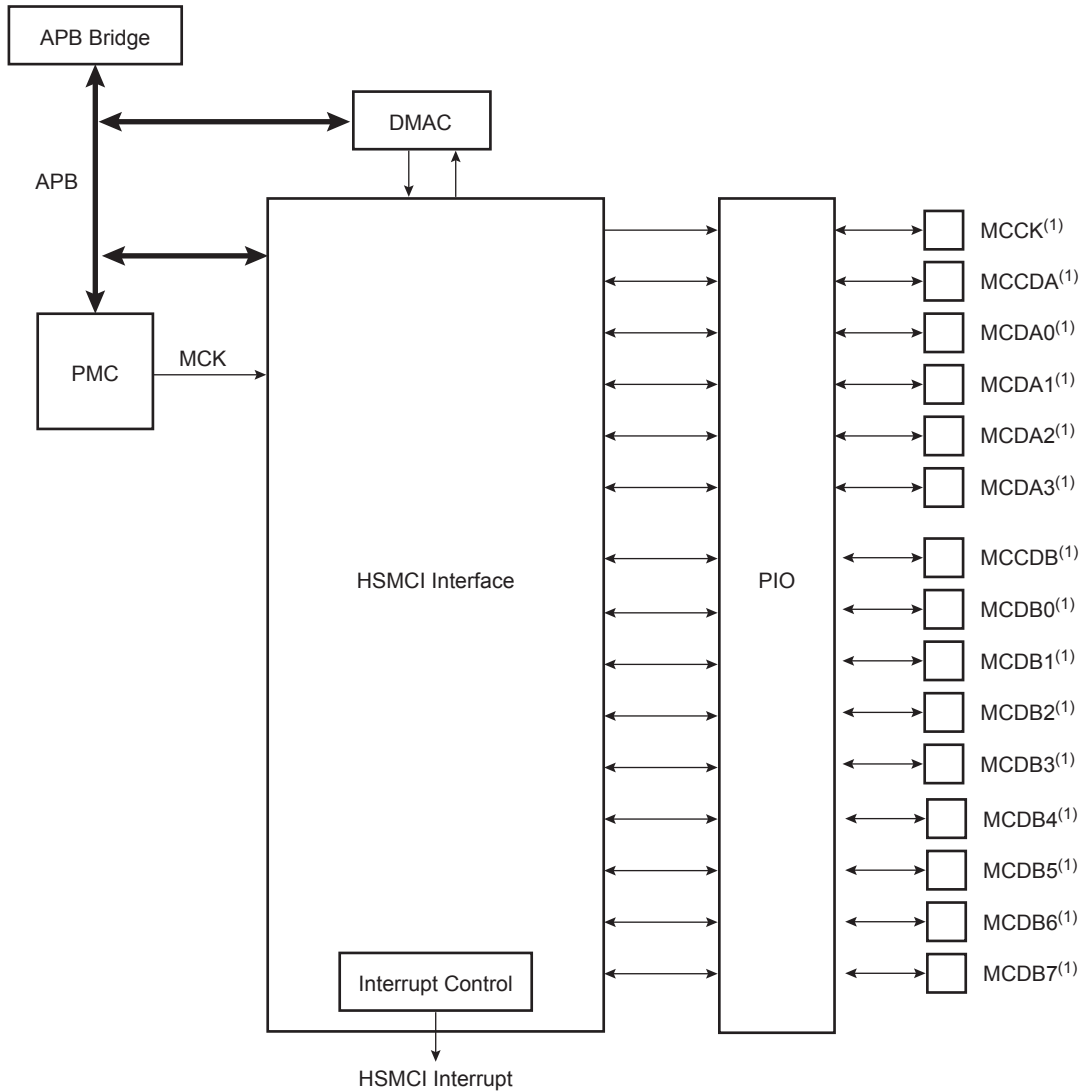 APB Bridge
DMAC
APB
MCCK(1)
MCCDA(1)
MCDA0(1)
PMC
MCK
MCDA1(1)
MCDA2(1)
MCDA3(1)
MCCDB(1)
HSMCI Interface
PIO
MCDB0(1)
MCDB1(1)
MCDB2(1)
MCDB3(1)
MCDB4(1)
MCDB5(1)
MCDB6(1)
Interrupt Control
MCDB7(1)
HSMCI Interrupt